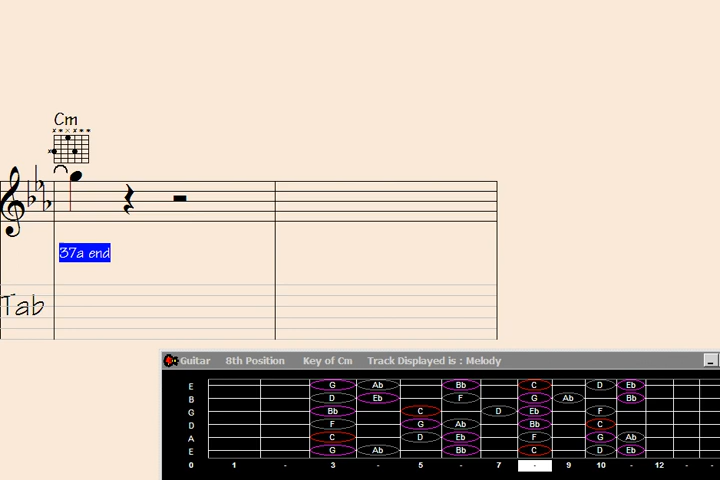 Cm
37a end
Tab
Guitar 8th Position Key of Cm Track Displayed is : Melody
E G Ab Bb C D Eb
B D Eb F G Ab Bb
G Bb C D Eb F
D F G Ab Bb C
A C D Eb F G Ab
E G Ab Bb C D Eb
0 1 - 3 - 5 - 7 - 9 10 - 12 - -